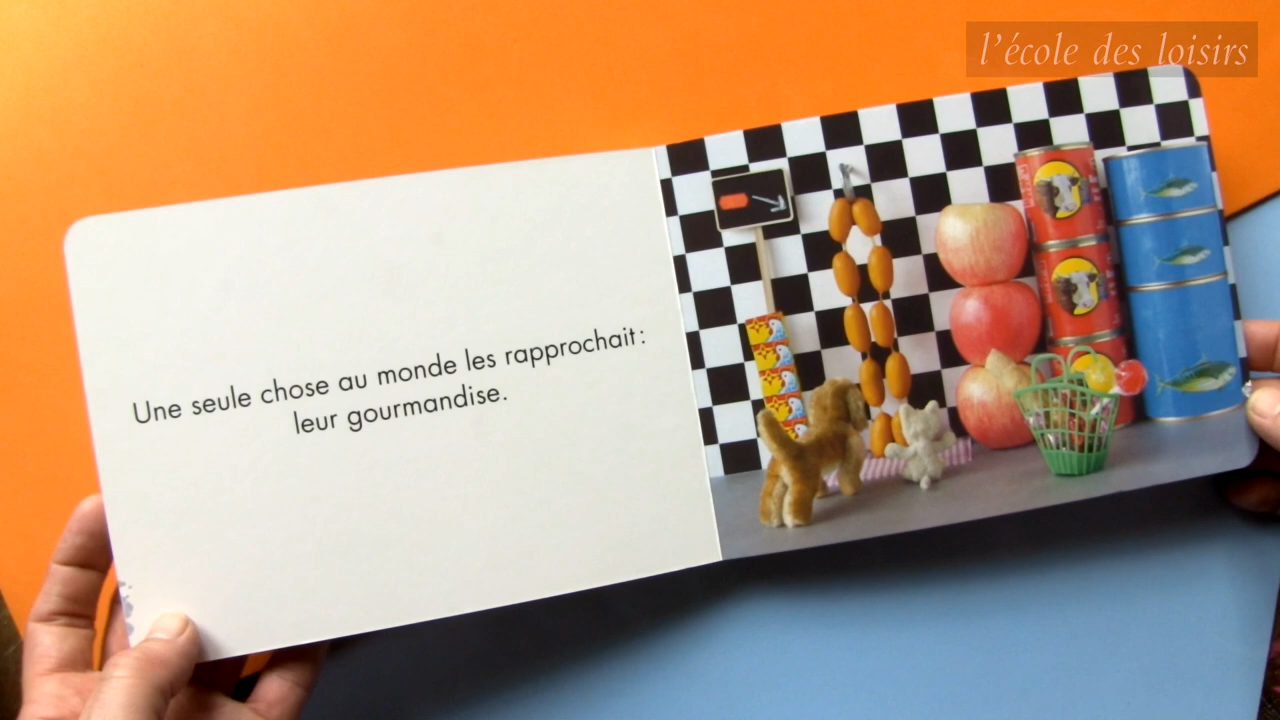 l'école des loisirs
Une seule chose au monde les rapprochait :
leur gourmandise.